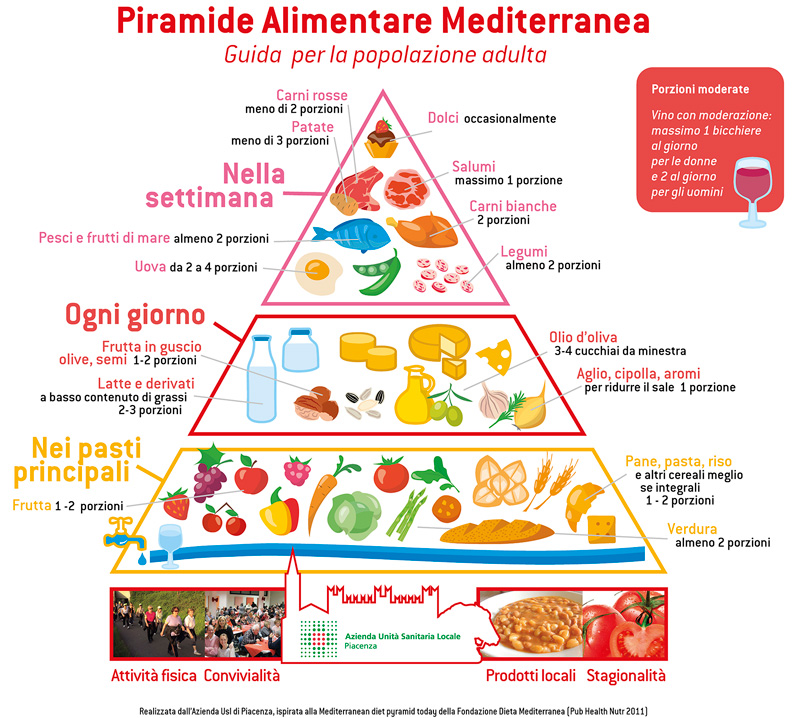 Piramide Alimentare Mediterranea
Guida per la popolazione adulta
Porzioni moderate
Vino con moderazione:
massimo 1 bicchiere
al giorno
per le donne
e 2 al giorno
per gli uomini
Carni rosse
meno di 2 porzioni
Patate
meno di 3 porzioni
Dolci occasionalmente
Nella
settimana
Salumi
massimo 1 porzione
Carni bianche
2 porzioni
Pesci e frutti di mare almeno 2 porzioni
Uova da 2 a 4 porzioni
Legumi
almeno 2 porzioni
Ogni giorno
Frutta in guscio
olive, semi 1-2 porzioni
Latte e derivati
a basso contenuto di grassi
2-3 porzioni
Olio d'oliva
3-4 cucchiai da minestra
Aglio, cipolla, aromi
per ridurre il sale 1 porzione
Nei pasti
principali
Frutta 1 -2 porzioni
Pane, pasta, riso
e altri cereali meglio
se integrali
1 - 2 porzioni
Verdura
almeno 2 porzioni
Azienda Unità Sanitaria Locale
Piacenza
Attività fisica
Convivialità
Prodotti locali
Stagionalità
Realizzata dall'Azienda Usl di Piacenza, ispirata alla Mediterranean diet pyramid today della Fondazione Dieta Mediterranea (Pub Health Nutr 2011)